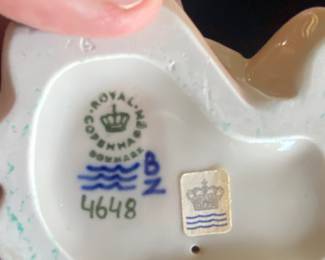 ROYAL
COPENHAGEN
DENMARK
B
Z
4648